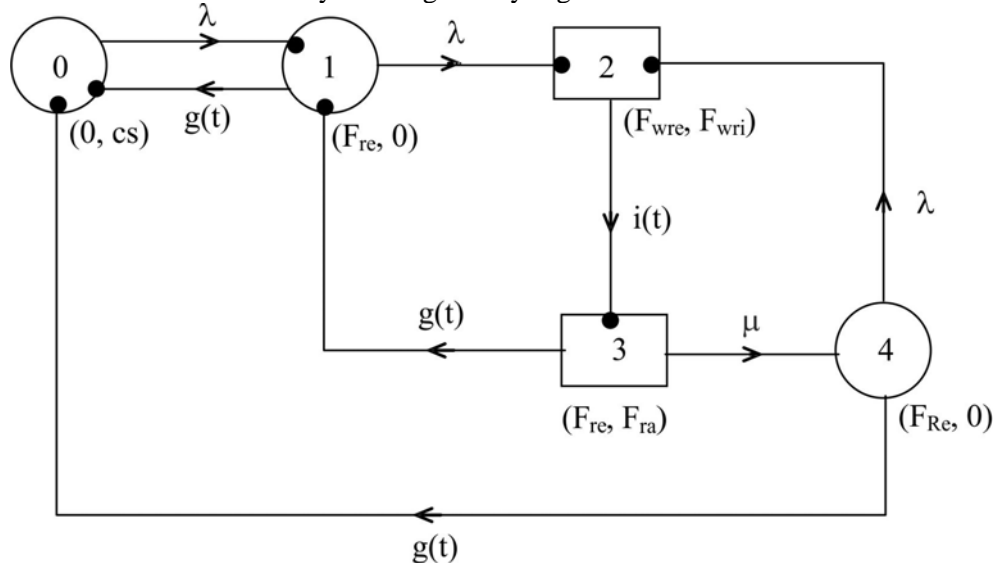 λ
λ
0
1
2
g(t)
(0, cs)
(F_re, 0)
(F_wre, F_wri)
i(t)
λ
g(t)
μ
3
4
(F_re, F_ra)
(F_Re, 0)
g(t)